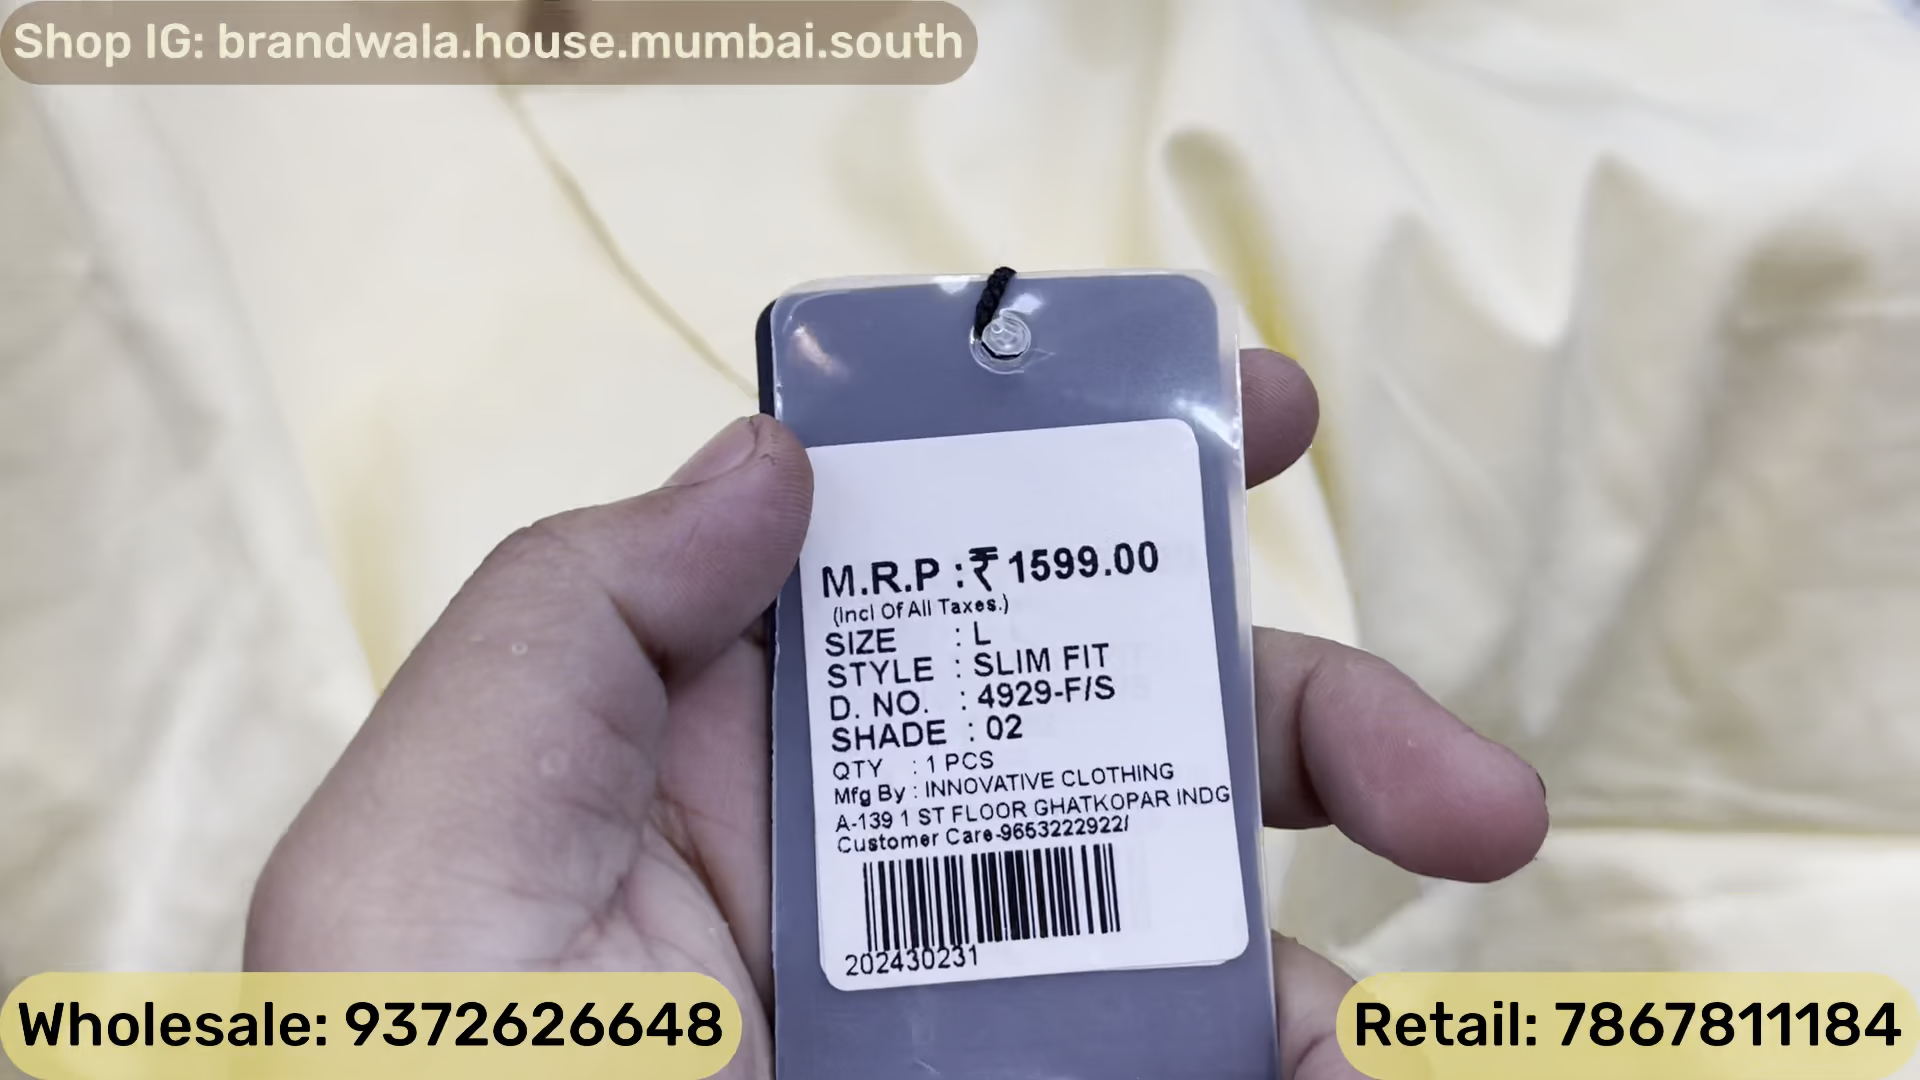 Shop IG: brandwala.house.mumbai.south
M.R.P : ₹ 1599.00
(Incl Of All Taxes.)
SIZE : L
STYLE : SLIM FIT
D. NO. : 4929-F/S
SHADE : 02
QTY : 1 PCS
Mfg By : INNOVATIVE CLOTHING
A-139 1 ST FLOOR GHATKOPAR INDG
Customer Care-9653222922/
202430231
Wholesale: 9372626648
Retail: 7867811184